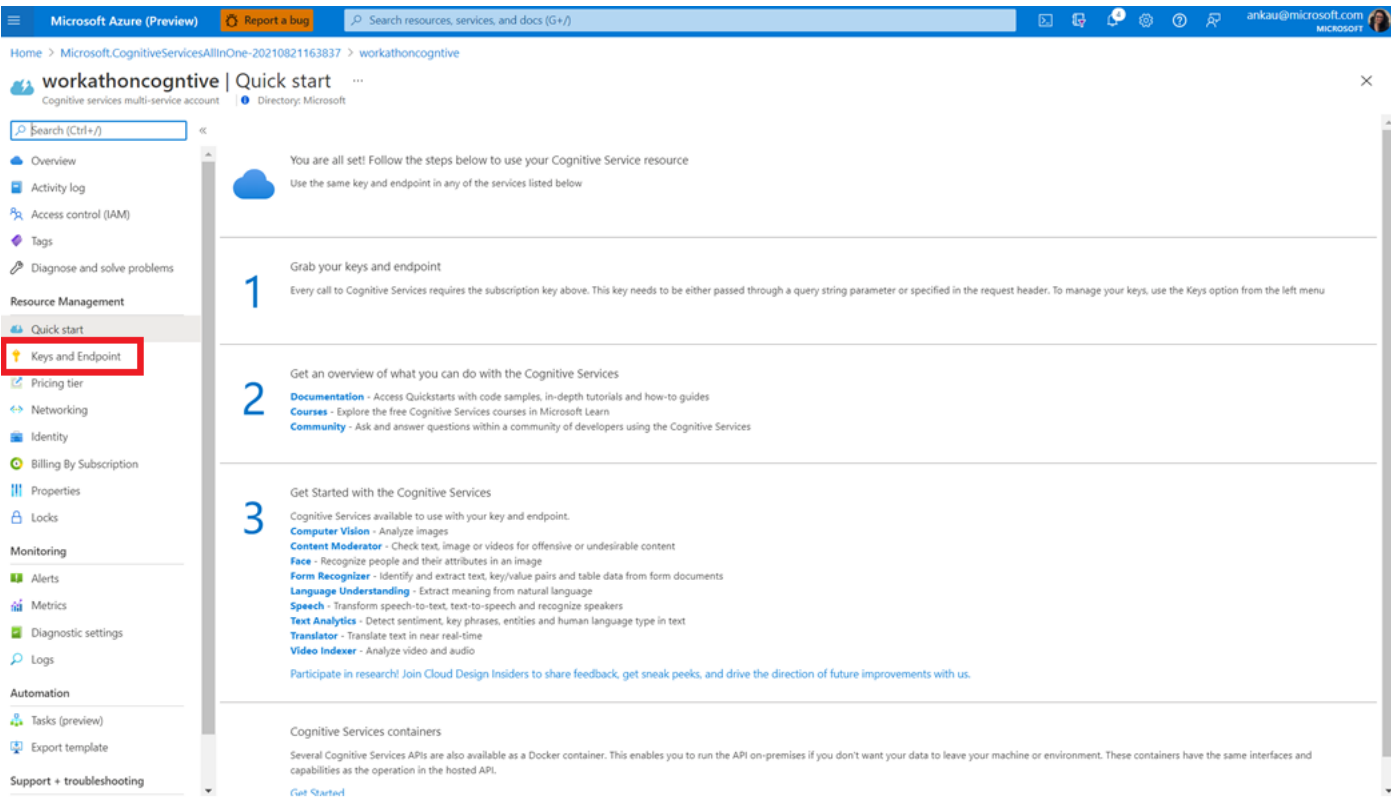 Microsoft Azure (Preview)
Report a bug
Search resources, services, and docs (G+/)
4
ankau@microsoft.com
MICROSOFT
Home > Microsoft.CognitiveServicesAllInOne-20210821163837 > workathoncogntive
workathoncogntive | Quick start ...
Cognitive services multi-service account
Directory: Microsoft
Search (Ctrl+/)
Overview
Activity log
Access control (IAM)
Tags
Diagnose and solve problems
Resource Management
Quick start
Keys and Endpoint
Pricing tier
Networking
Identity
Billing By Subscription
Properties
Locks
Monitoring
Alerts
Metrics
Diagnostic settings
Logs
Automation
Tasks (preview)
Export template
Support + troubleshooting
You are all set! Follow the steps below to use your Cognitive Service resource
Use the same key and endpoint in any of the services listed below
1
Grab your keys and endpoint
Every call to Cognitive Services requires the subscription key above. This key needs to be either passed through a query string parameter or specified in the request header. To manage your keys, use the Keys option from the left menu
2
Get an overview of what you can do with the Cognitive Services
Documentation - Access Quickstarts with code samples, in-depth tutorials and how-to guides
Courses - Explore the free Cognitive Services courses in Microsoft Learn
Community - Ask and answer questions within a community of developers using the Cognitive Services
3
Get Started with the Cognitive Services
Cognitive Services available to use with your key and endpoint.
Computer Vision - Analyze images
Content Moderator - Check text, image or videos for offensive or undesirable content
Face - Recognize people and their attributes in an image
Form Recognizer - Identify and extract text, key/value pairs and table data from form documents
Language Understanding - Extract meaning from natural language
Speech - Transform speech-to-text, text-to-speech and recognize speakers
Text Analytics - Detect sentiment, key phrases, entities and human language type in text
Translator - Translate text in near real-time
Video Indexer - Analyze video and audio
Participate in research! Join Cloud Design Insiders to share feedback, get sneak peeks, and drive the direction of future improvements with us.
Cognitive Services containers
Several Cognitive Services APIs are also available as a Docker container. This enables you to run the API on-premises if you don't want your data to leave your machine or environment. These containers have the same interfaces and
capabilities as the operation in the hosted API.
Get Started